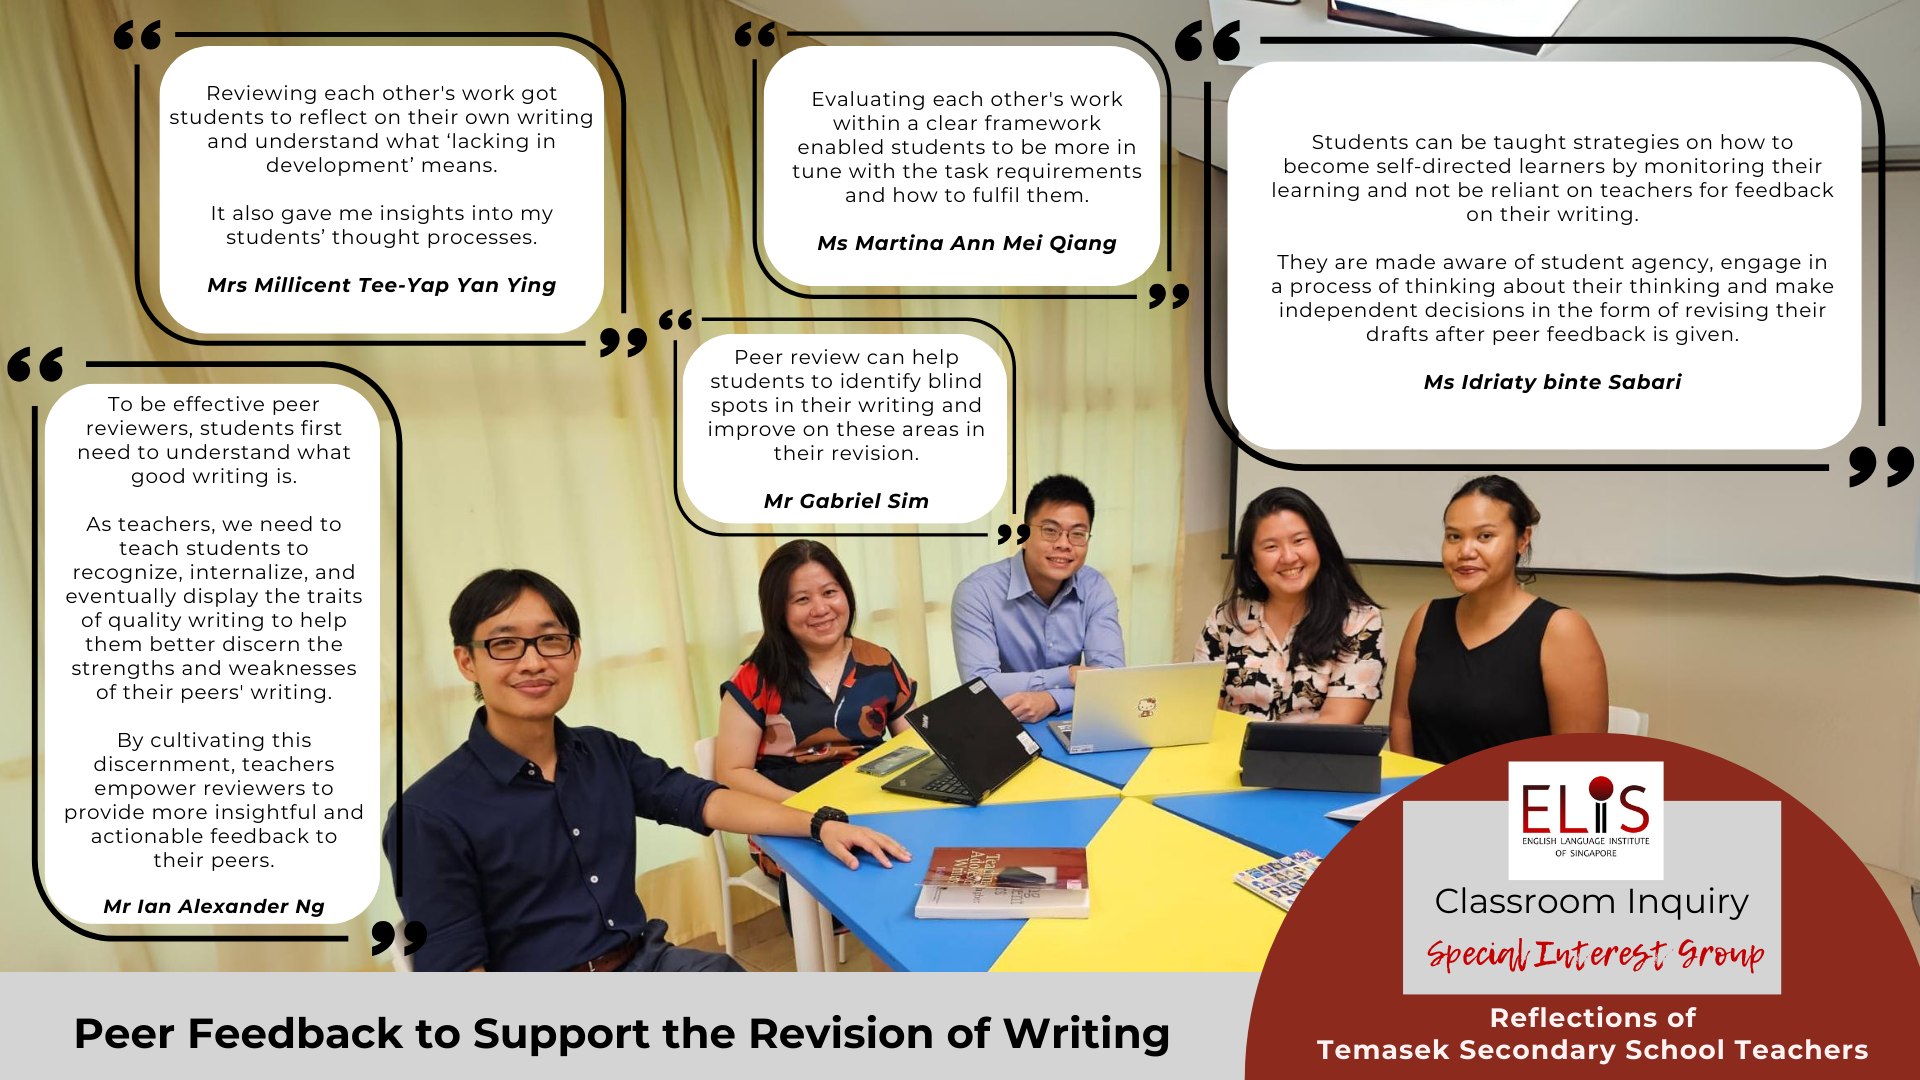 Reviewing each other's work got
students to reflect on their own writing
and understand what ‘lacking in
development’ means.
It also gave me insights into my
students’ thought processes.
Mrs Millicent Tee-Yap Yan Ying
Evaluating each other's work
within a clear framework
enabled students to be more in
tune with the task requirements
and how to fulfil them.
Ms Martina Ann Mei Qiang
Students can be taught strategies on how to
become self-directed learners by monitoring their
learning and not be reliant on teachers for feedback
on their writing.
They are made aware of student agency, engage in
a process of thinking about their thinking and make
independent decisions in the form of revising their
drafts after peer feedback is given.
Ms Idriaty binte Sabari
Peer review can help
students to identify blind
spots in their writing and
improve on these areas in
their revision.
Mr Gabriel Sim
To be effective peer
reviewers, students first
need to understand what
good writing is.
As teachers, we need to
teach students to
recognize, internalize, and
eventually display the traits
of quality writing to help
them better discern the
strengths and weaknesses
of their peers' writing.
By cultivating this
discernment, teachers
empower reviewers to
provide more insightful and
actionable feedback to
their peers.
Mr Ian Alexander Ng
ELiS
ENGLISH LANGUAGE INSTITUTE
OF SINGAPORE
Classroom Inquiry
Special Interest Group
Reflections of
Temasek Secondary School Teachers
Peer Feedback to Support the Revision of Writing